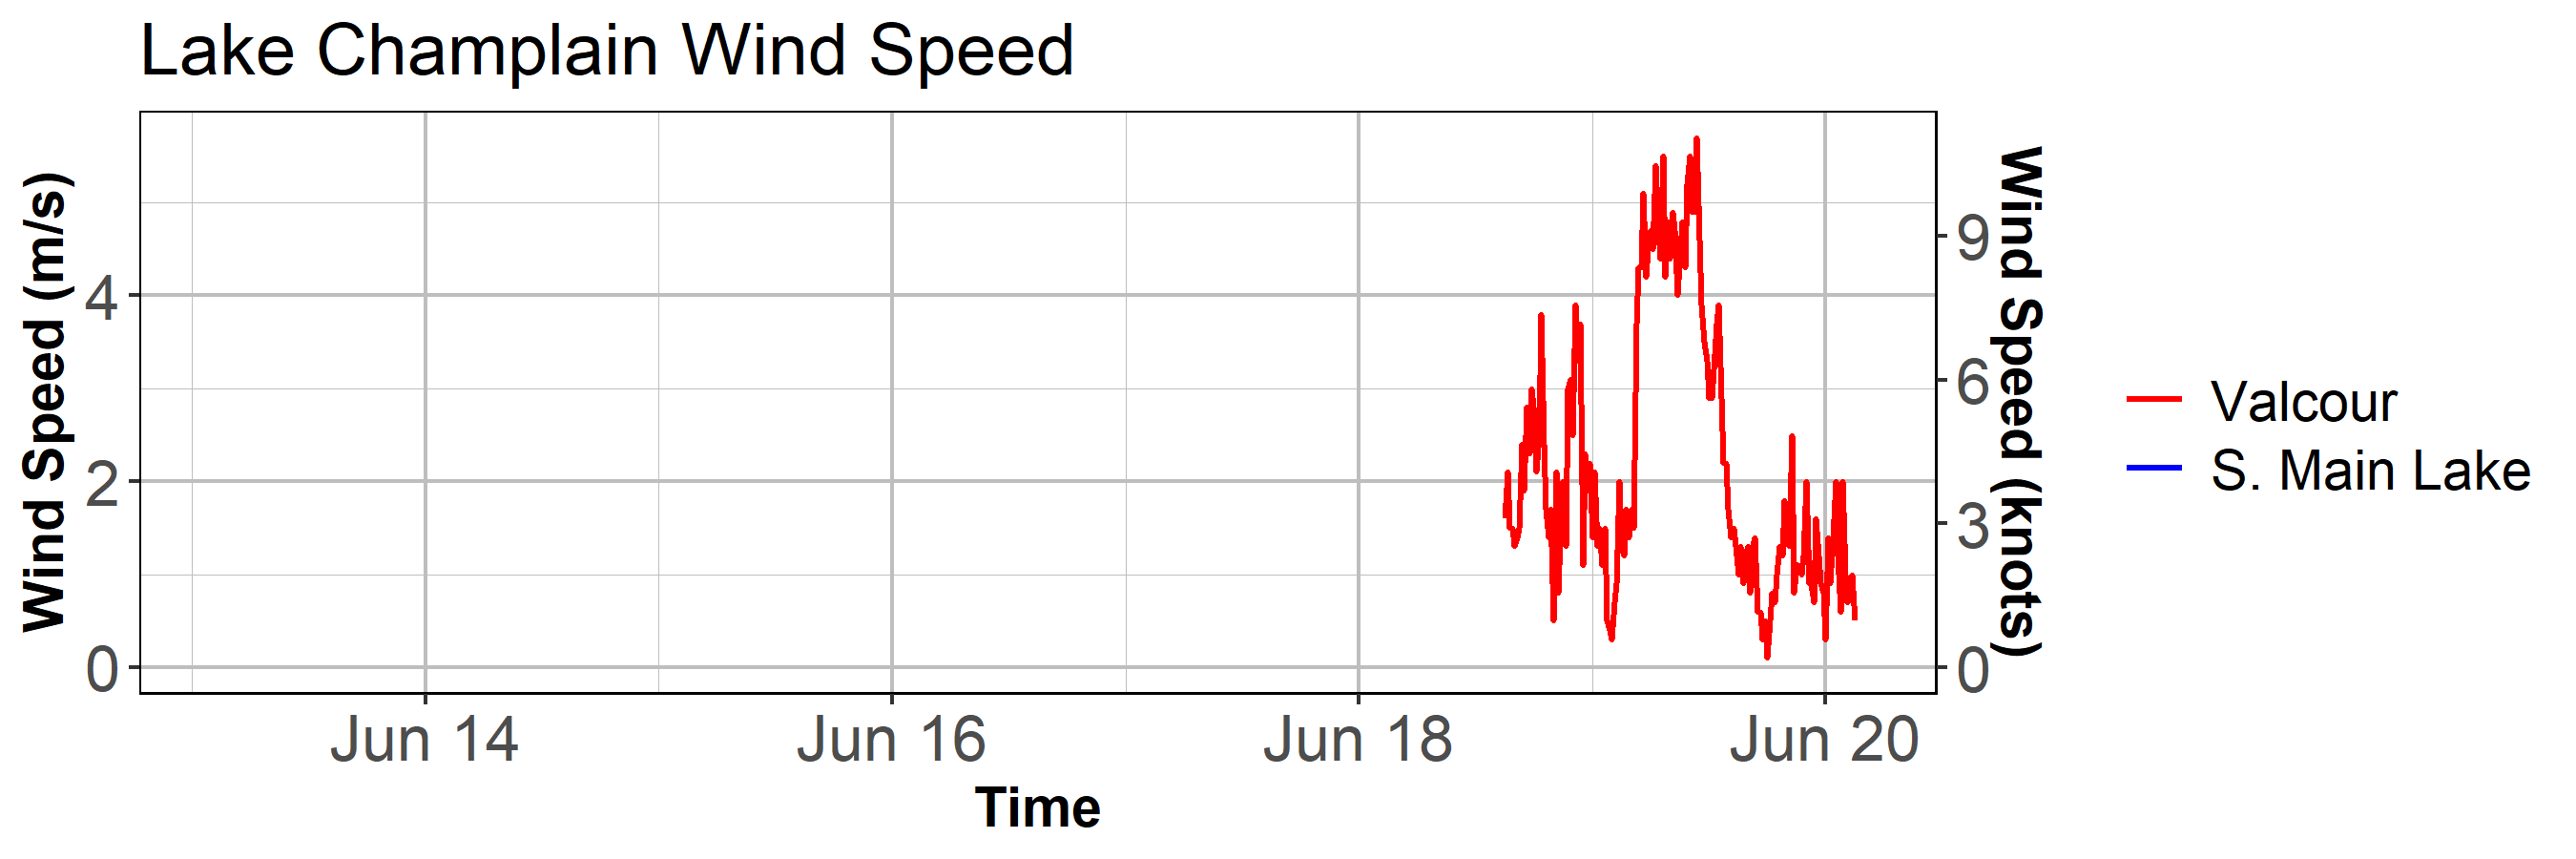 Lake Champlain Wind Speed
Wind Speed (m/s)
4
2
0
9
6
3
0
Wind Speed (knots)
Jun 14
Jun 16
Jun 18
Jun 20
Time
Valcour
S. Main Lake